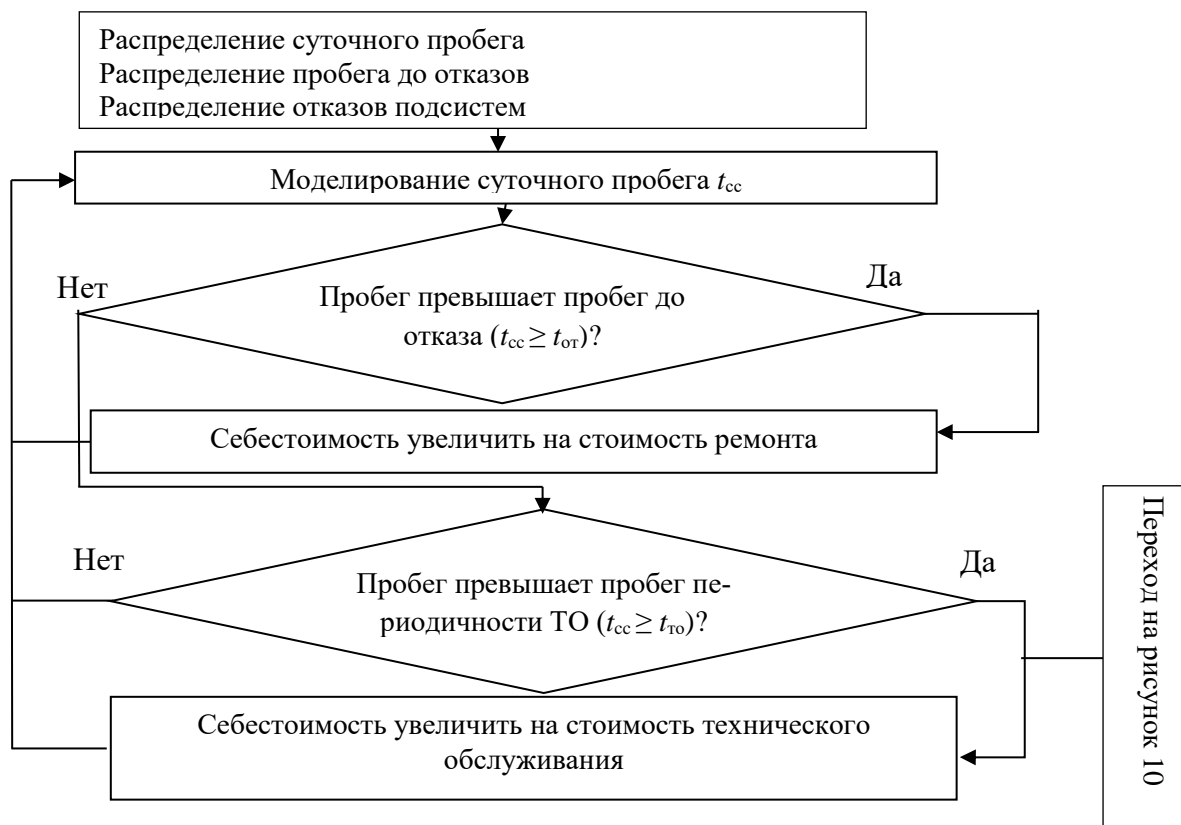 Распределение суточного пробега
Распределение пробега до отказов
Распределение отказов подсистем
Моделирование суточного пробега tсс
Нет
Да
Пробег превышает пробег до
отказа (tсс ≥ tот)?
Себестоимость увеличить на стоимость ремонта
Нет
Да
Пробег превышает пробег пе-
риодичности ТО (tсс ≥ tто)?
Себестоимость увеличить на стоимость технического
обслуживания
Переход на рисунок 10